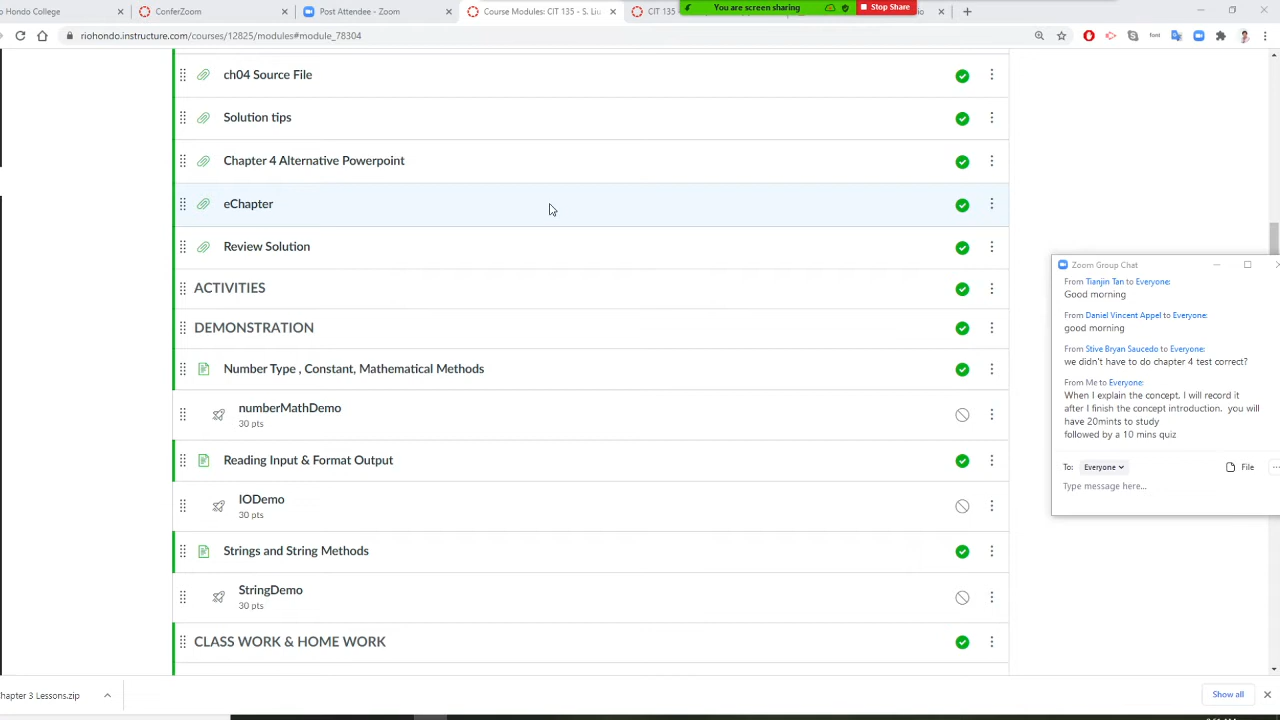 o Hondo College
ConferZoom
Post Attendee - Zoom
Course Modules: CIT 135 - S. Liu
CIT 135
You are screen sharing
Stop Share
riohondo.instructure.com/courses/12825/modules#module_78304
ch04 Source File
Solution tips
Chapter 4 Alternative Powerpoint
eChapter
Review Solution
ACTIVITIES
DEMONSTRATION
Number Type , Constant, Mathematical Methods
numberMathDemo
30 pts
Reading Input & Format Output
IODemo
30 pts
Strings and String Methods
StringDemo
30 pts
CLASS WORK & HOME WORK
Zoom Group Chat
From Tianjin Tan to Everyone:
Good morning
From Daniel Vincent Appel to Everyone:
good morning
From Stive Bryan Saucedo to Everyone:
we didn't have to do chapter 4 test correct?
From Me to Everyone:
When I explain the concept, I will record it
after I finish the concept introduction. you will
have 20mints to study
followed by a 10 mins quiz
To: Everyone
File
Type message here...
hapter 3 Lessons.zip
Show all